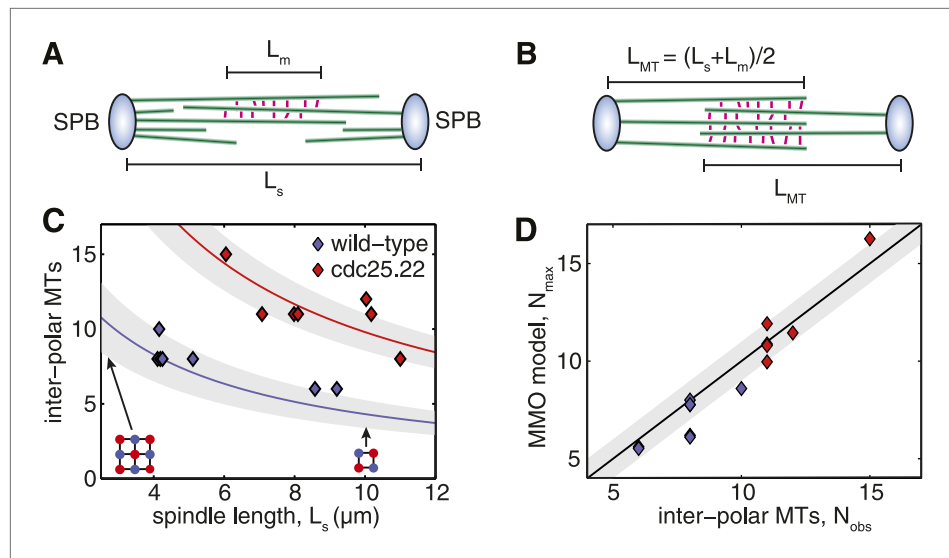 A
L_m
SPB
SPB
L_s
B
L_MT = (L_s+L_m)/2
L_MT
C
inter-polar MTs
15
10
5
0
wild-type
cdc25.22
4
6
8
10
12
spindle length, L_s (μm)
D
MMO model, N_max
15
10
5
5
10
15
inter-polar MTs, N_obs